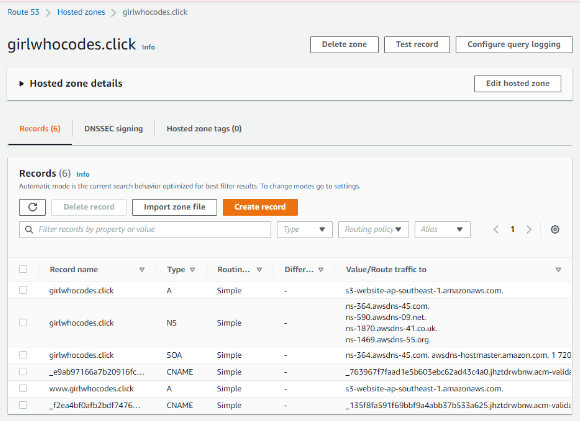 Route 53 > Hosted zones > girlwhocodes.click
girlwhocodes.click Info Delete zone Test record Configure query logging
Hosted zone details Edit hosted zone
Records (6) DNSSEC signing Hosted zone tags (0)
Records (6) Info
Automatic mode is the current search behavior optimized for best filter results. To change modes go to settings.
Delete record Import zone file Create record
Filter records by property or value Type Routing policy Alias 1
Record name Type Routin... Differ... Value/Route traffic to
girlwhocodes.click A Simple - s3-website-ap-southeast-1.amazonaws.com.
ns-364.awsdns-45.com.
girlwhocodes.click NS Simple - ns-590.awsdns-09.net.
ns-1870.awsdns-41.co.uk.
ns-1469.awsdns-55.org.
girlwhocodes.click SOA Simple - ns-364.awsdns-45.com. awsdns-hostmaster.amazon.com. 1 720
_e9ab97166a7b20916fc... CNAME Simple - _763967f7faad1e5b603ebc62ad43c4a0.jhztdrwbnw.acm-valida
www.girlwhocodes.click A Simple - s3-website-ap-southeast-1.amazonaws.com.
_f2ea4bf0afb2bdf7476... CNAME Simple - _135f8fa591f69bbf9a4abb37b533a625.jhztdrwbnw.acm-valida